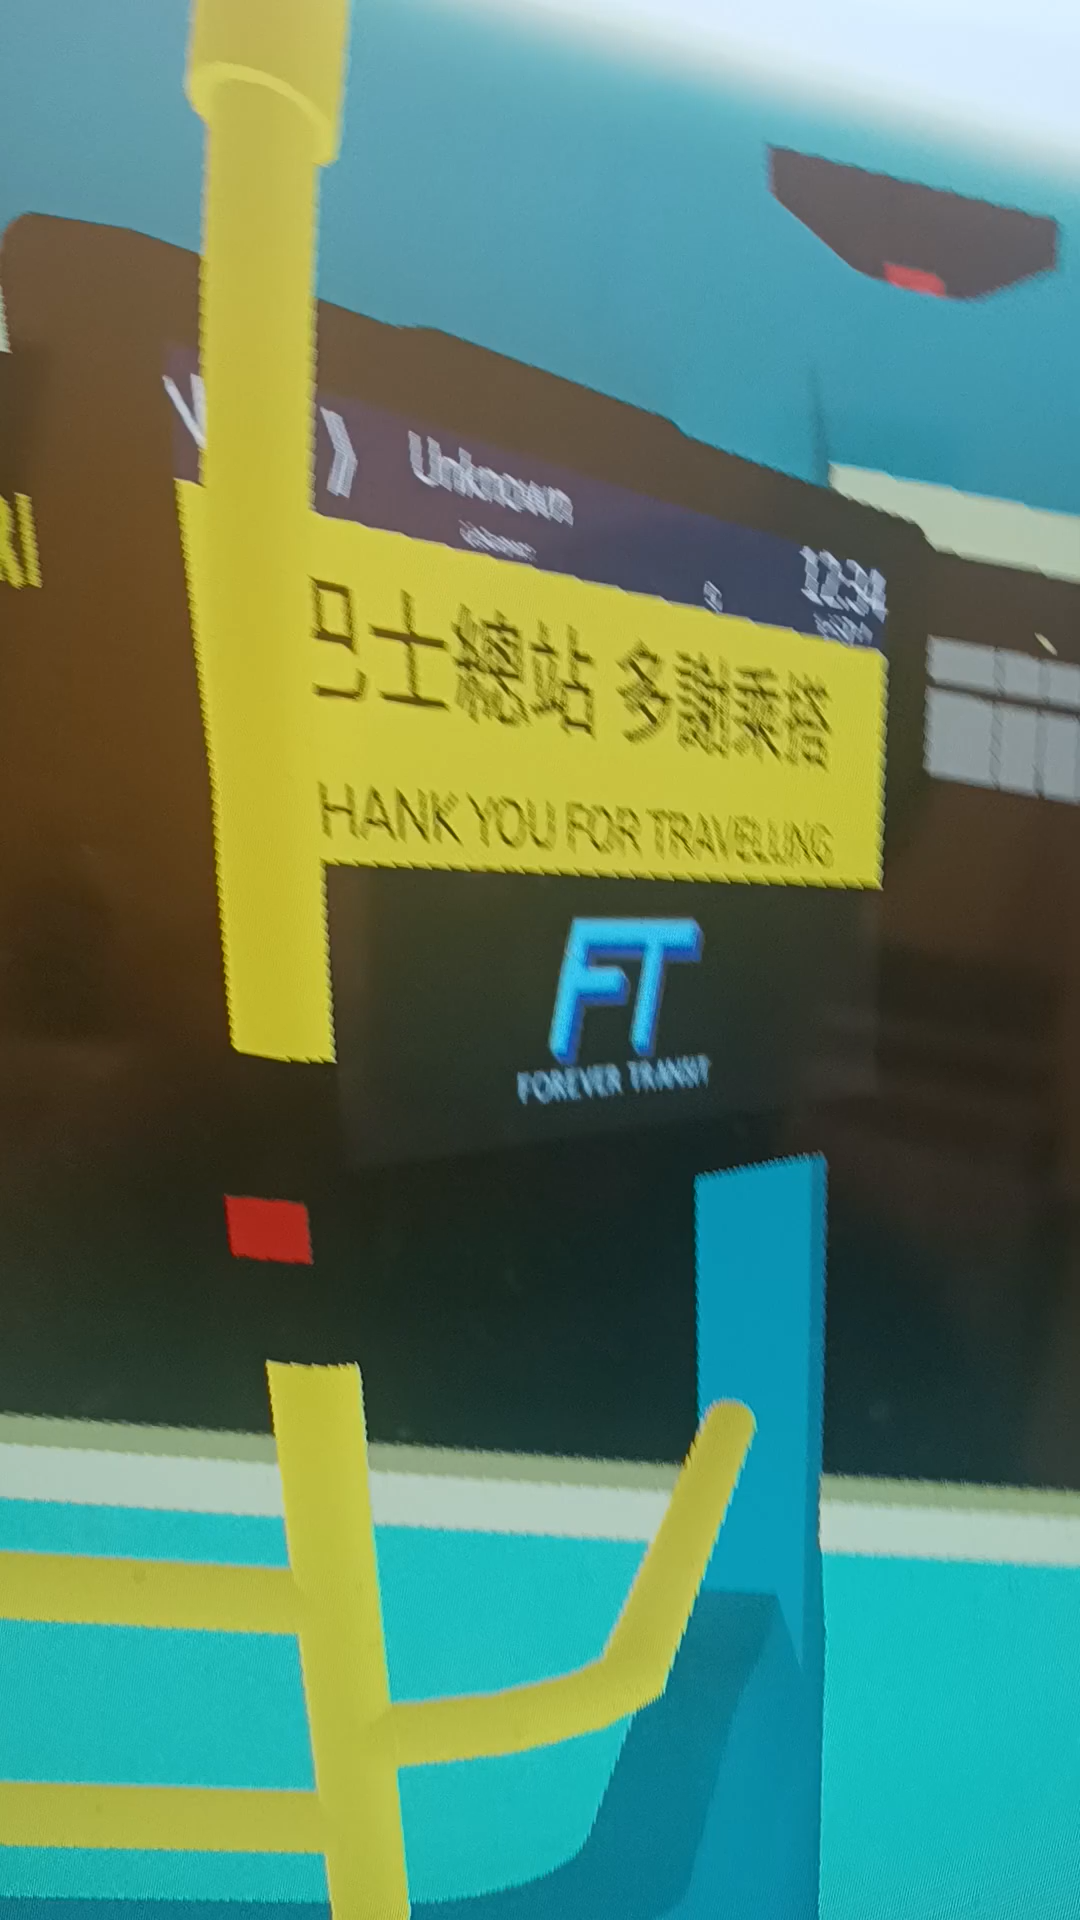 Unknown
12:34
巴士總站 多謝乘搭
HANK YOU FOR TRAVELLING
FT
FOREVER TRANSIT